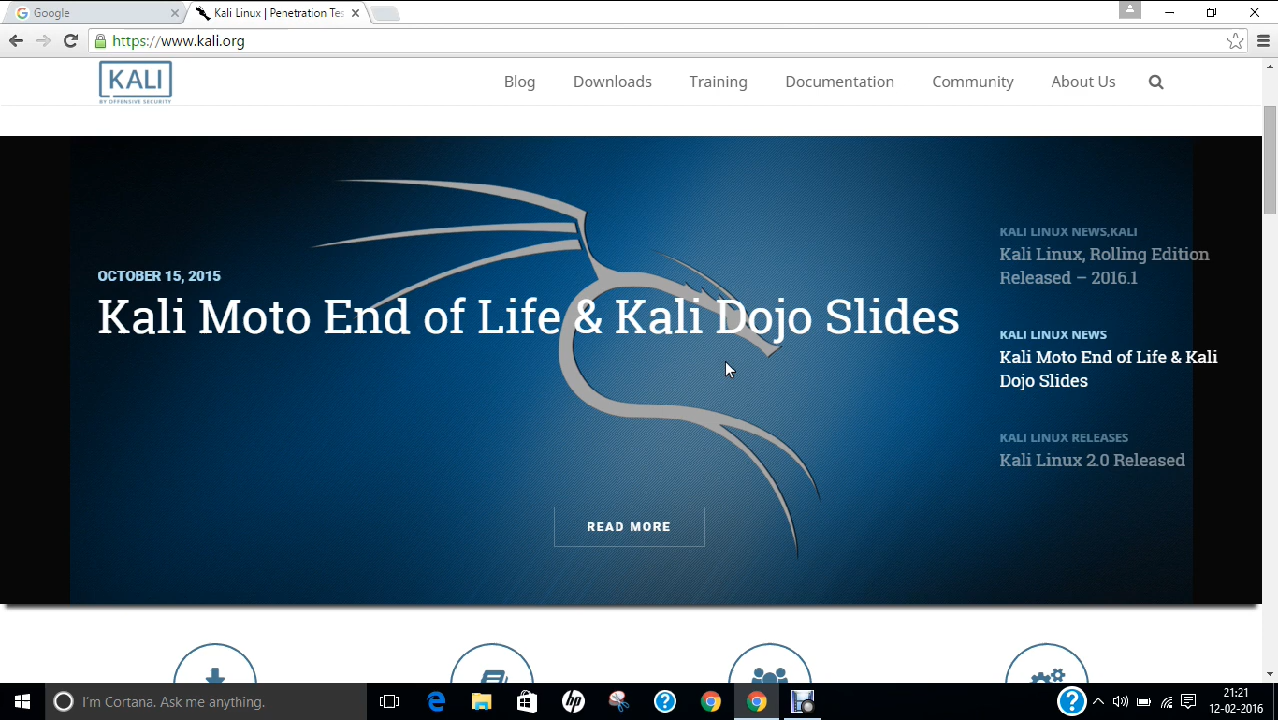 Google
Kali Linux | Penetration Tes
https://www.kali.org
KALI
BY OFFENSIVE SECURITY
Blog
Downloads
Training
Documentation
Community
About Us
OCTOBER 15, 2015
Kali Moto End of Life & Kali Dojo Slides
READ MORE
KALI LINUX NEWS,KALI
Kali Linux, Rolling Edition
Released – 2016.1
KALI LINUX NEWS
Kali Moto End of Life & Kali
Dojo Slides
KALI LINUX RELEASES
Kali Linux 2.0 Released
I'm Cortana. Ask me anything.
hp
21:21
12-02-2016